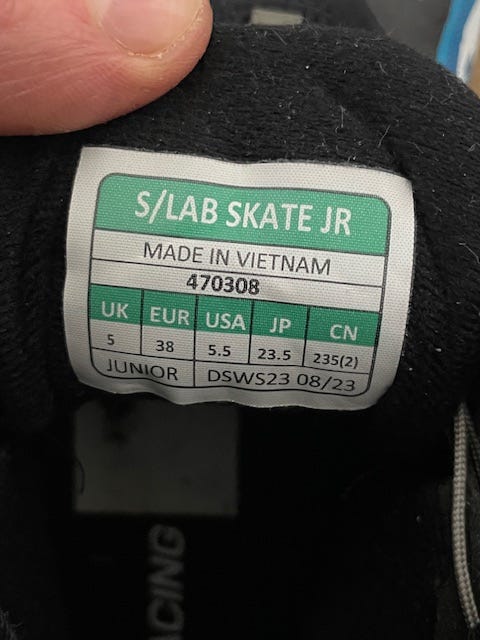 S/LAB SKATE JR
MADE IN VIETNAM
470308
UK EUR USA JP CN
5 38 5.5 23.5 235(2)
JUNIOR DSWS23 08/23